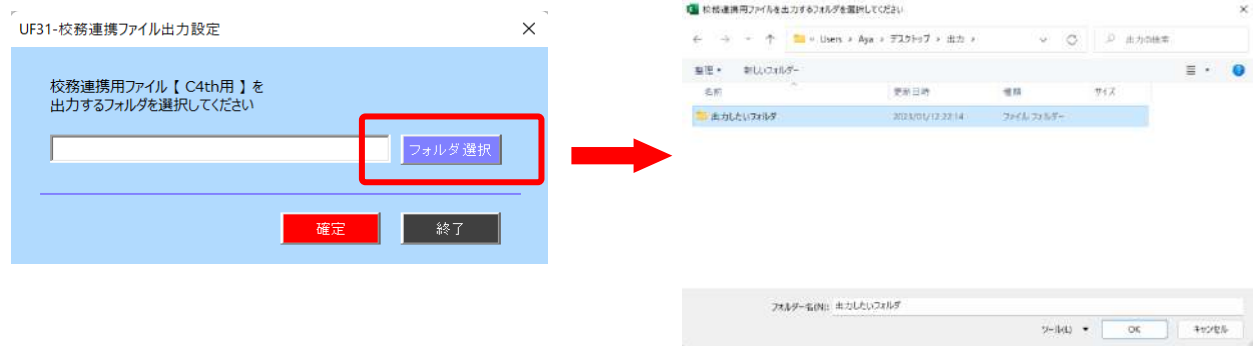 UF31-校務連携ファイル出力設定
校務連携用ファイル【 C4th用 】を
出力するフォルダを選択してください
フォルダ選択
確定
終了
校務連携用ファイルを出力するフォルダを選択してください
« Users › Aya › デスクトップ › 出力 ›
出力の検索
整理
新しいフォルダー
名前
更新日時
種類
サイズ
出力したいフォルダ
2023/01/12 22:14
ファイル フォルダー
フォルダー名(N):
出力したいフォルダ
ツール(L)
OK
キャンセル